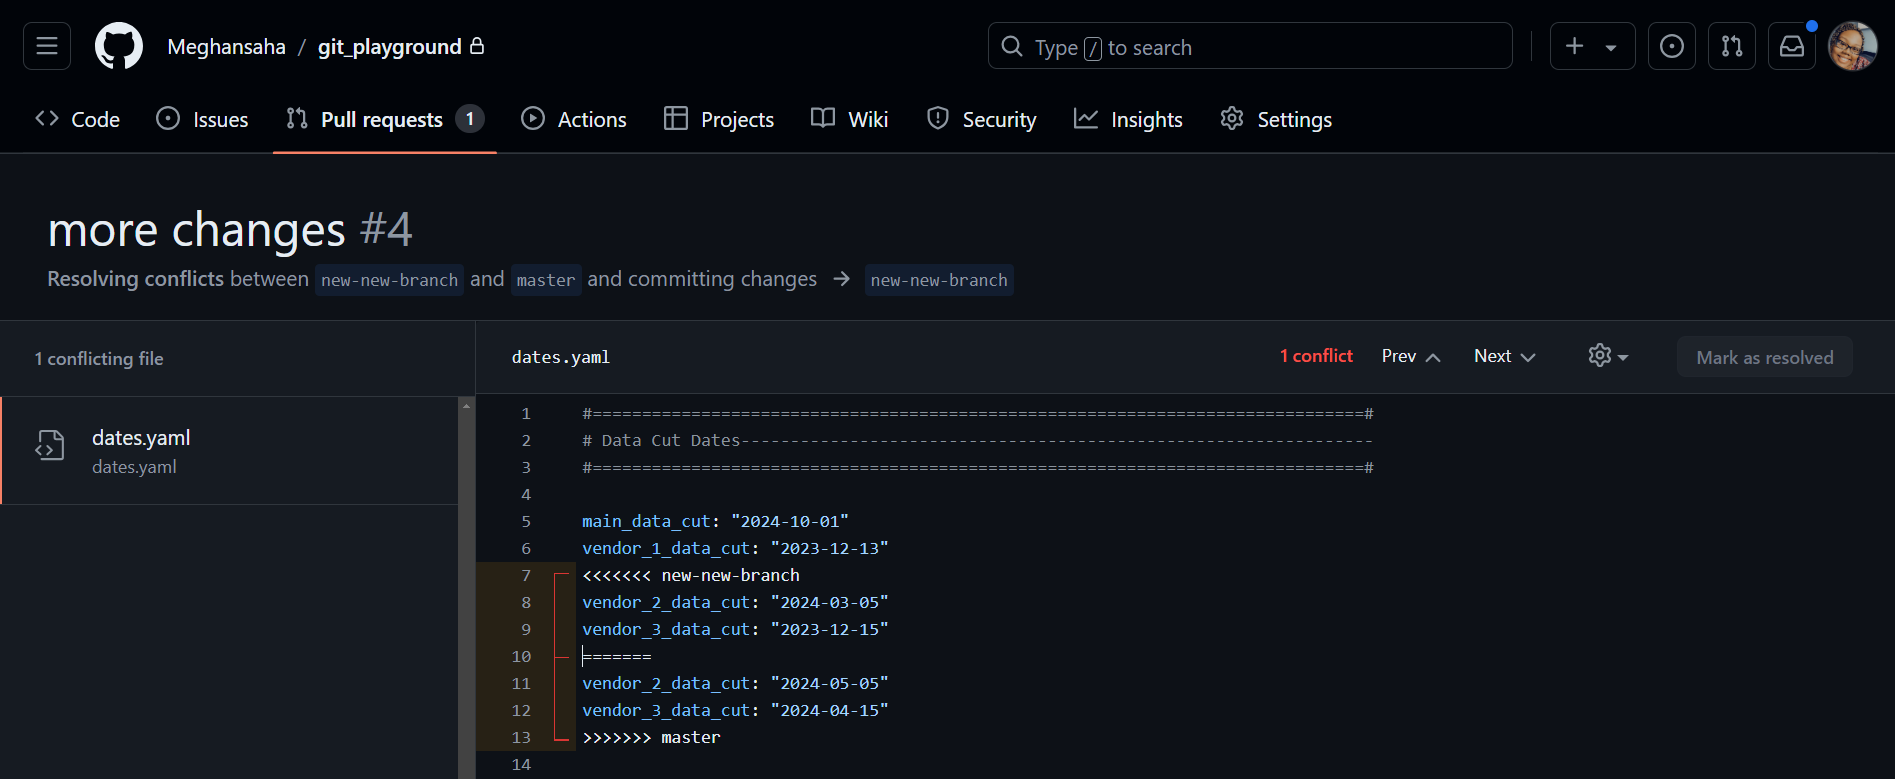 Meghansaha / git_playground
Type / to search
Code Issues Pull requests 1 Actions Projects Wiki Security Insights Settings
more changes #4
Resolving conflicts between new-new-branch and master and committing changes → new-new-branch
1 conflicting file
dates.yaml 1 conflict Prev Next Mark as resolved
dates.yaml
dates.yaml
1 #==============================================================================#
2 # Data Cut Dates----------------------------------------------------------------
3 #==============================================================================#
4
5 main_data_cut: "2024-10-01"
6 vendor_1_data_cut: "2023-12-13"
7 <<<<<<< new-new-branch
8 vendor_2_data_cut: "2024-03-05"
9 vendor_3_data_cut: "2023-12-15"
10 =======
11 vendor_2_data_cut: "2024-05-05"
12 vendor_3_data_cut: "2024-04-15"
13 >>>>>>> master
14